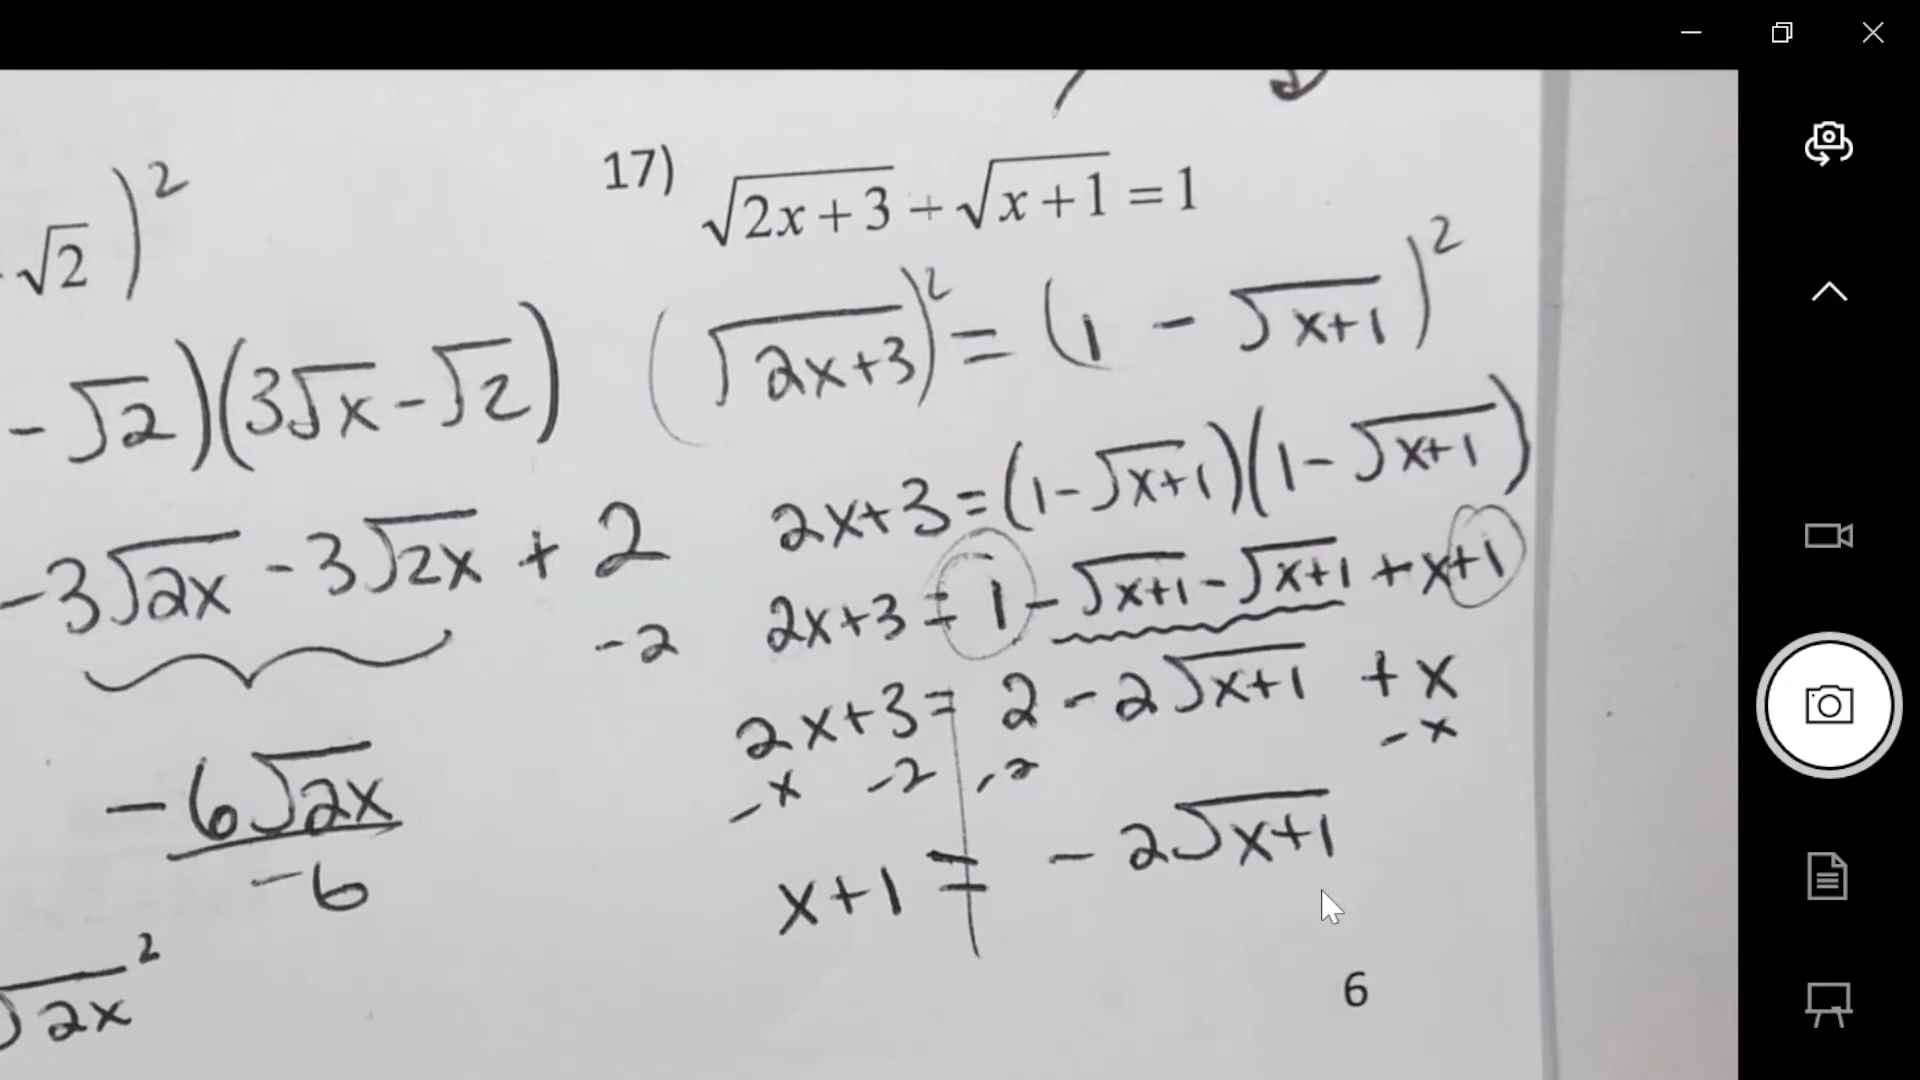 √2 )²
- √2 )(3√x - √2 )
-3√2x - 3√2x + 2
-2
-6√2x
-6
√2x ²
17) √2x+3 + √x+1 = 1
(√2x+3 )² = (1 - √x+1 )²
2x+3 = (1-√x+1 )(1-√x+1 )
2x+3 = 1 - √x+1 - √x+1 + x+1
2x+3 = 2 - 2√x+1 + x
-x -2 -2 -x
x+1 = -2√x+1
6